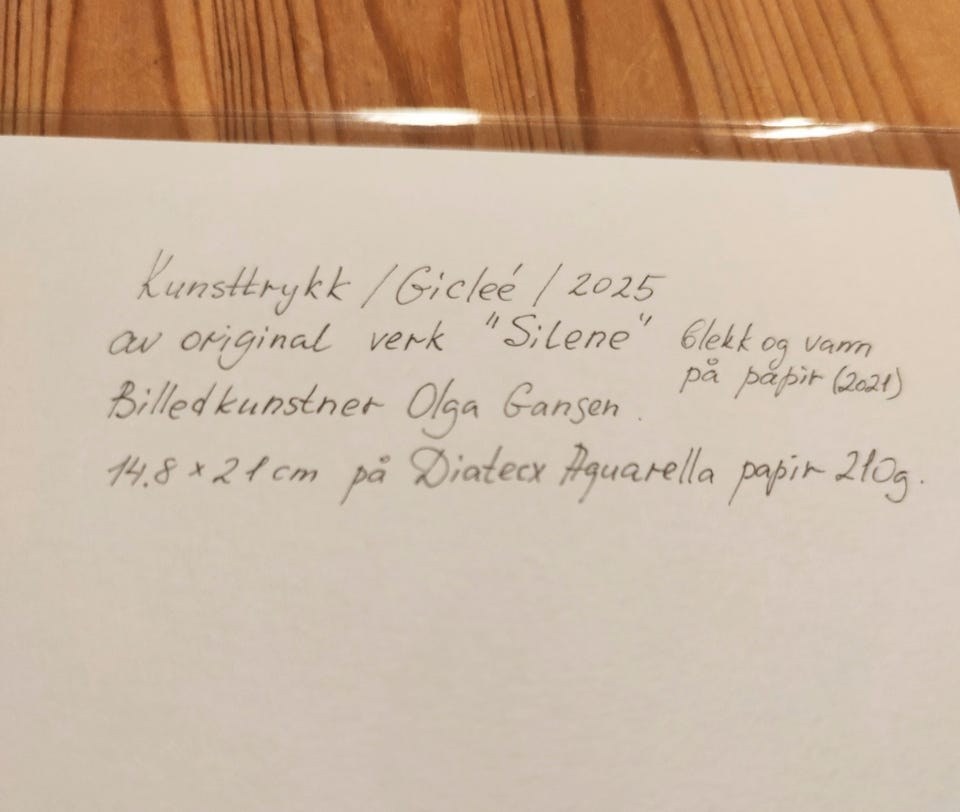 Kunsttrykk / Gicleé / 2025
av original verk "Silene" blekk og vann
på papir (2021)
Billedkunstner Olga Gansen.
14.8 x 21 cm på Diatecx Aquarella papir 210g.